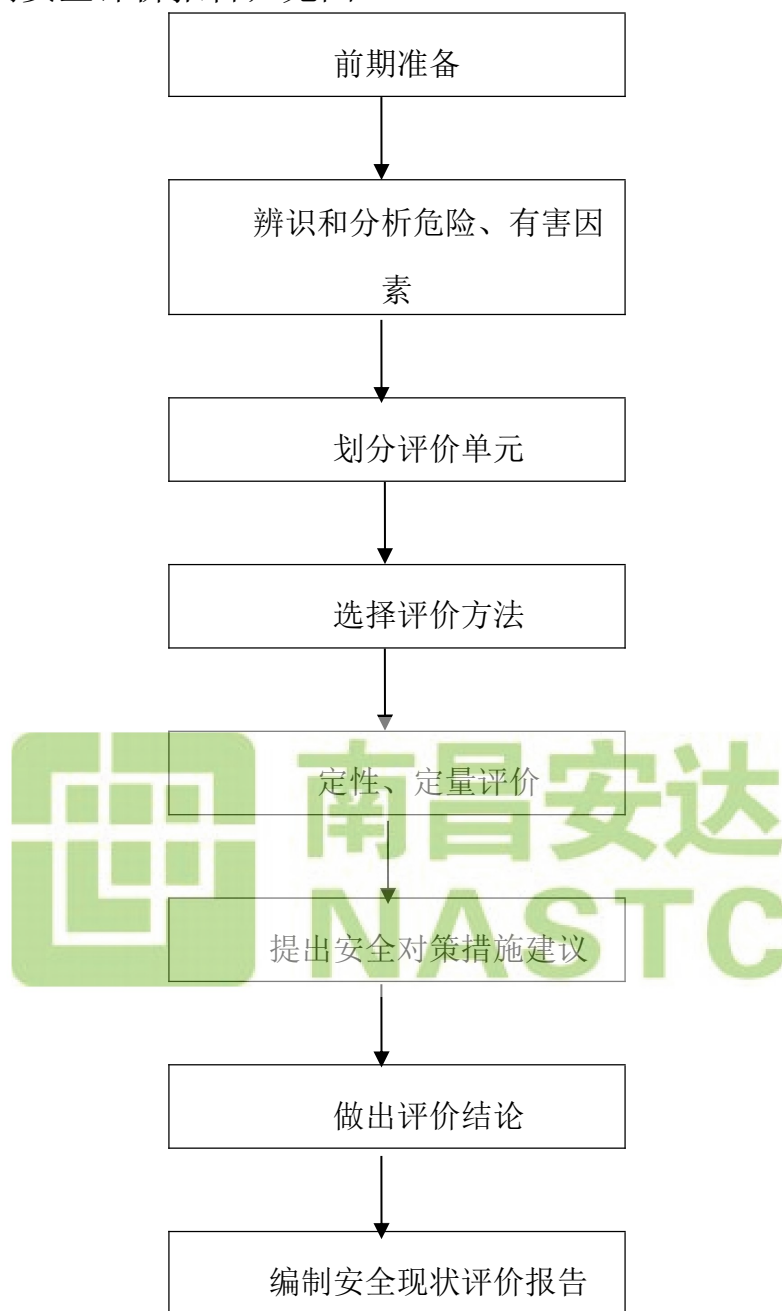 前期准备
辨识和分析危险、有害因
素
划分评价单元
选择评价方法
定性、定量评价
南昌安达
NASTC
提出安全对策措施建议
做出评价结论
编制安全现状评价报告